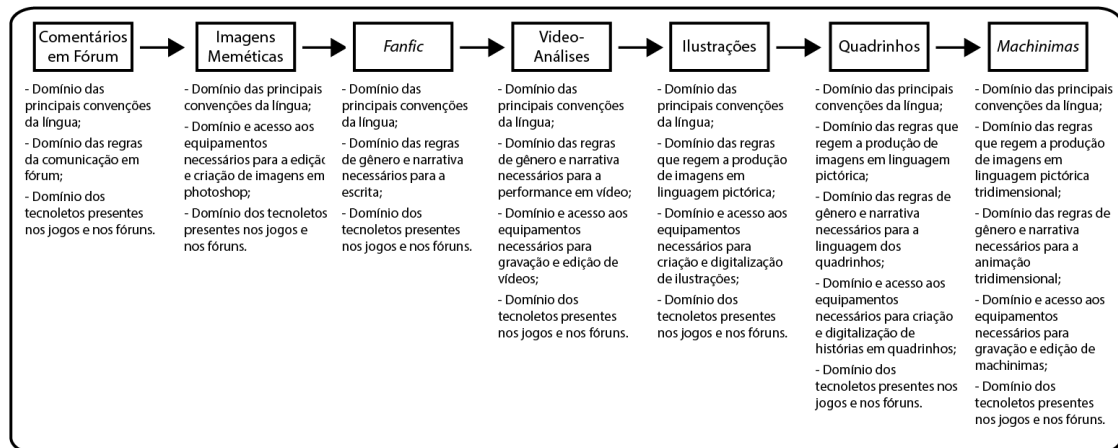 Comentários
em Fórum
- Domínio das
principais convenções
da língua;
- Domínio das regras
da comunicação em
fórum;
- Domínio dos
tecnoletos presentes
nos jogos e nos fóruns.
Imagens
Meméticas
- Domínio das principais
convenções da língua;
- Domínio e acesso aos
equipamentos
necessários para a ediçã
e criação de imagens em
photoshop;
- Domínio dos tecnoletos
presentes nos jogos e
nos fóruns.
Fanfic
- Domínio das
principais convenções
da língua;
- Domínio das regras
de gênero e narrativa
necessários para a
escrita;
- Domínio dos
tecnoletos presentes
nos jogos e nos fóruns.
Video-
Análises
- Domínio das
principais convenções
da língua;
- Domínio das regras
de gênero e narrativa
necessários para a
performance em vídeo;
- Domínio e acesso aos
equipamentos
necessários para
gravação e edição de
vídeos;
- Domínio dos
tecnoletos presentes
nos jogos e nos fóruns.
Ilustrações
- Domínio das
principais convenções
da língua;
- Domínio das regras
que regem a produção
de imagens em
linguagem pictórica;
- Domínio e acesso aos
equipamentos
necessários para
criação e digitalização
de ilustrações;
- Domínio dos
tecnoletos presentes
nos jogos e nos fóruns.
Quadrinhos
- Domínio das principais
convenções da língua;
- Domínio das regras que
regem a produção de
imagens em linguagem
pictórica;
- Domínio das regras de
gênero e narrativa
necessários para a
linguagem dos
quadrinhos;
- Domínio e acesso aos
equipamentos
necessários para criação
e digitalização de
histórias em quadrinhos;
- Domínio dos
tecnoletos presentes nos
jogos e nos fóruns.
Machinimas
- Domínio das principais
convenções da língua;
- Domínio das regras
que regem a produção
de imagens em
linguagem pictórica
tridimensional;
- Domínio das regras de
gênero e narrativa
necessários para a
animação
tridimensional;
- Domínio e acesso aos
equipamentos
necessários para
gravação e edição de
machinimas;
- Domínio dos
tecnoletos presentes
nos jogos e nos fóruns.